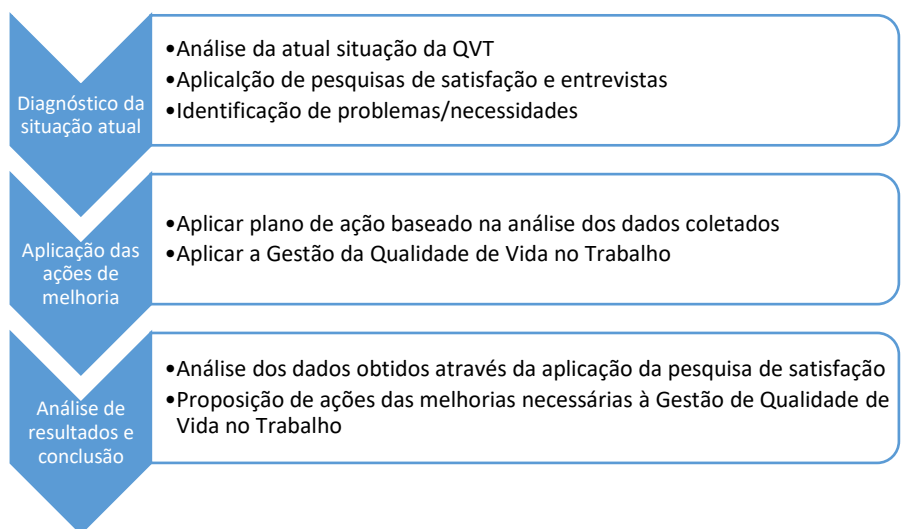 Diagnóstico da
situação atual
•Análise da atual situação da QVT
•Aplicalção de pesquisas de satisfação e entrevistas
•Identificação de problemas/necessidades
Aplicação das
ações de
melhoria
•Aplicar plano de ação baseado na análise dos dados coletados
•Aplicar a Gestão da Qualidade de Vida no Trabalho
Análise de
resultados e
conclusão
•Análise dos dados obtidos através da aplicação da pesquisa de satisfação
•Proposição de ações das melhorias necessárias à Gestão de Qualidade de
Vida no Trabalho